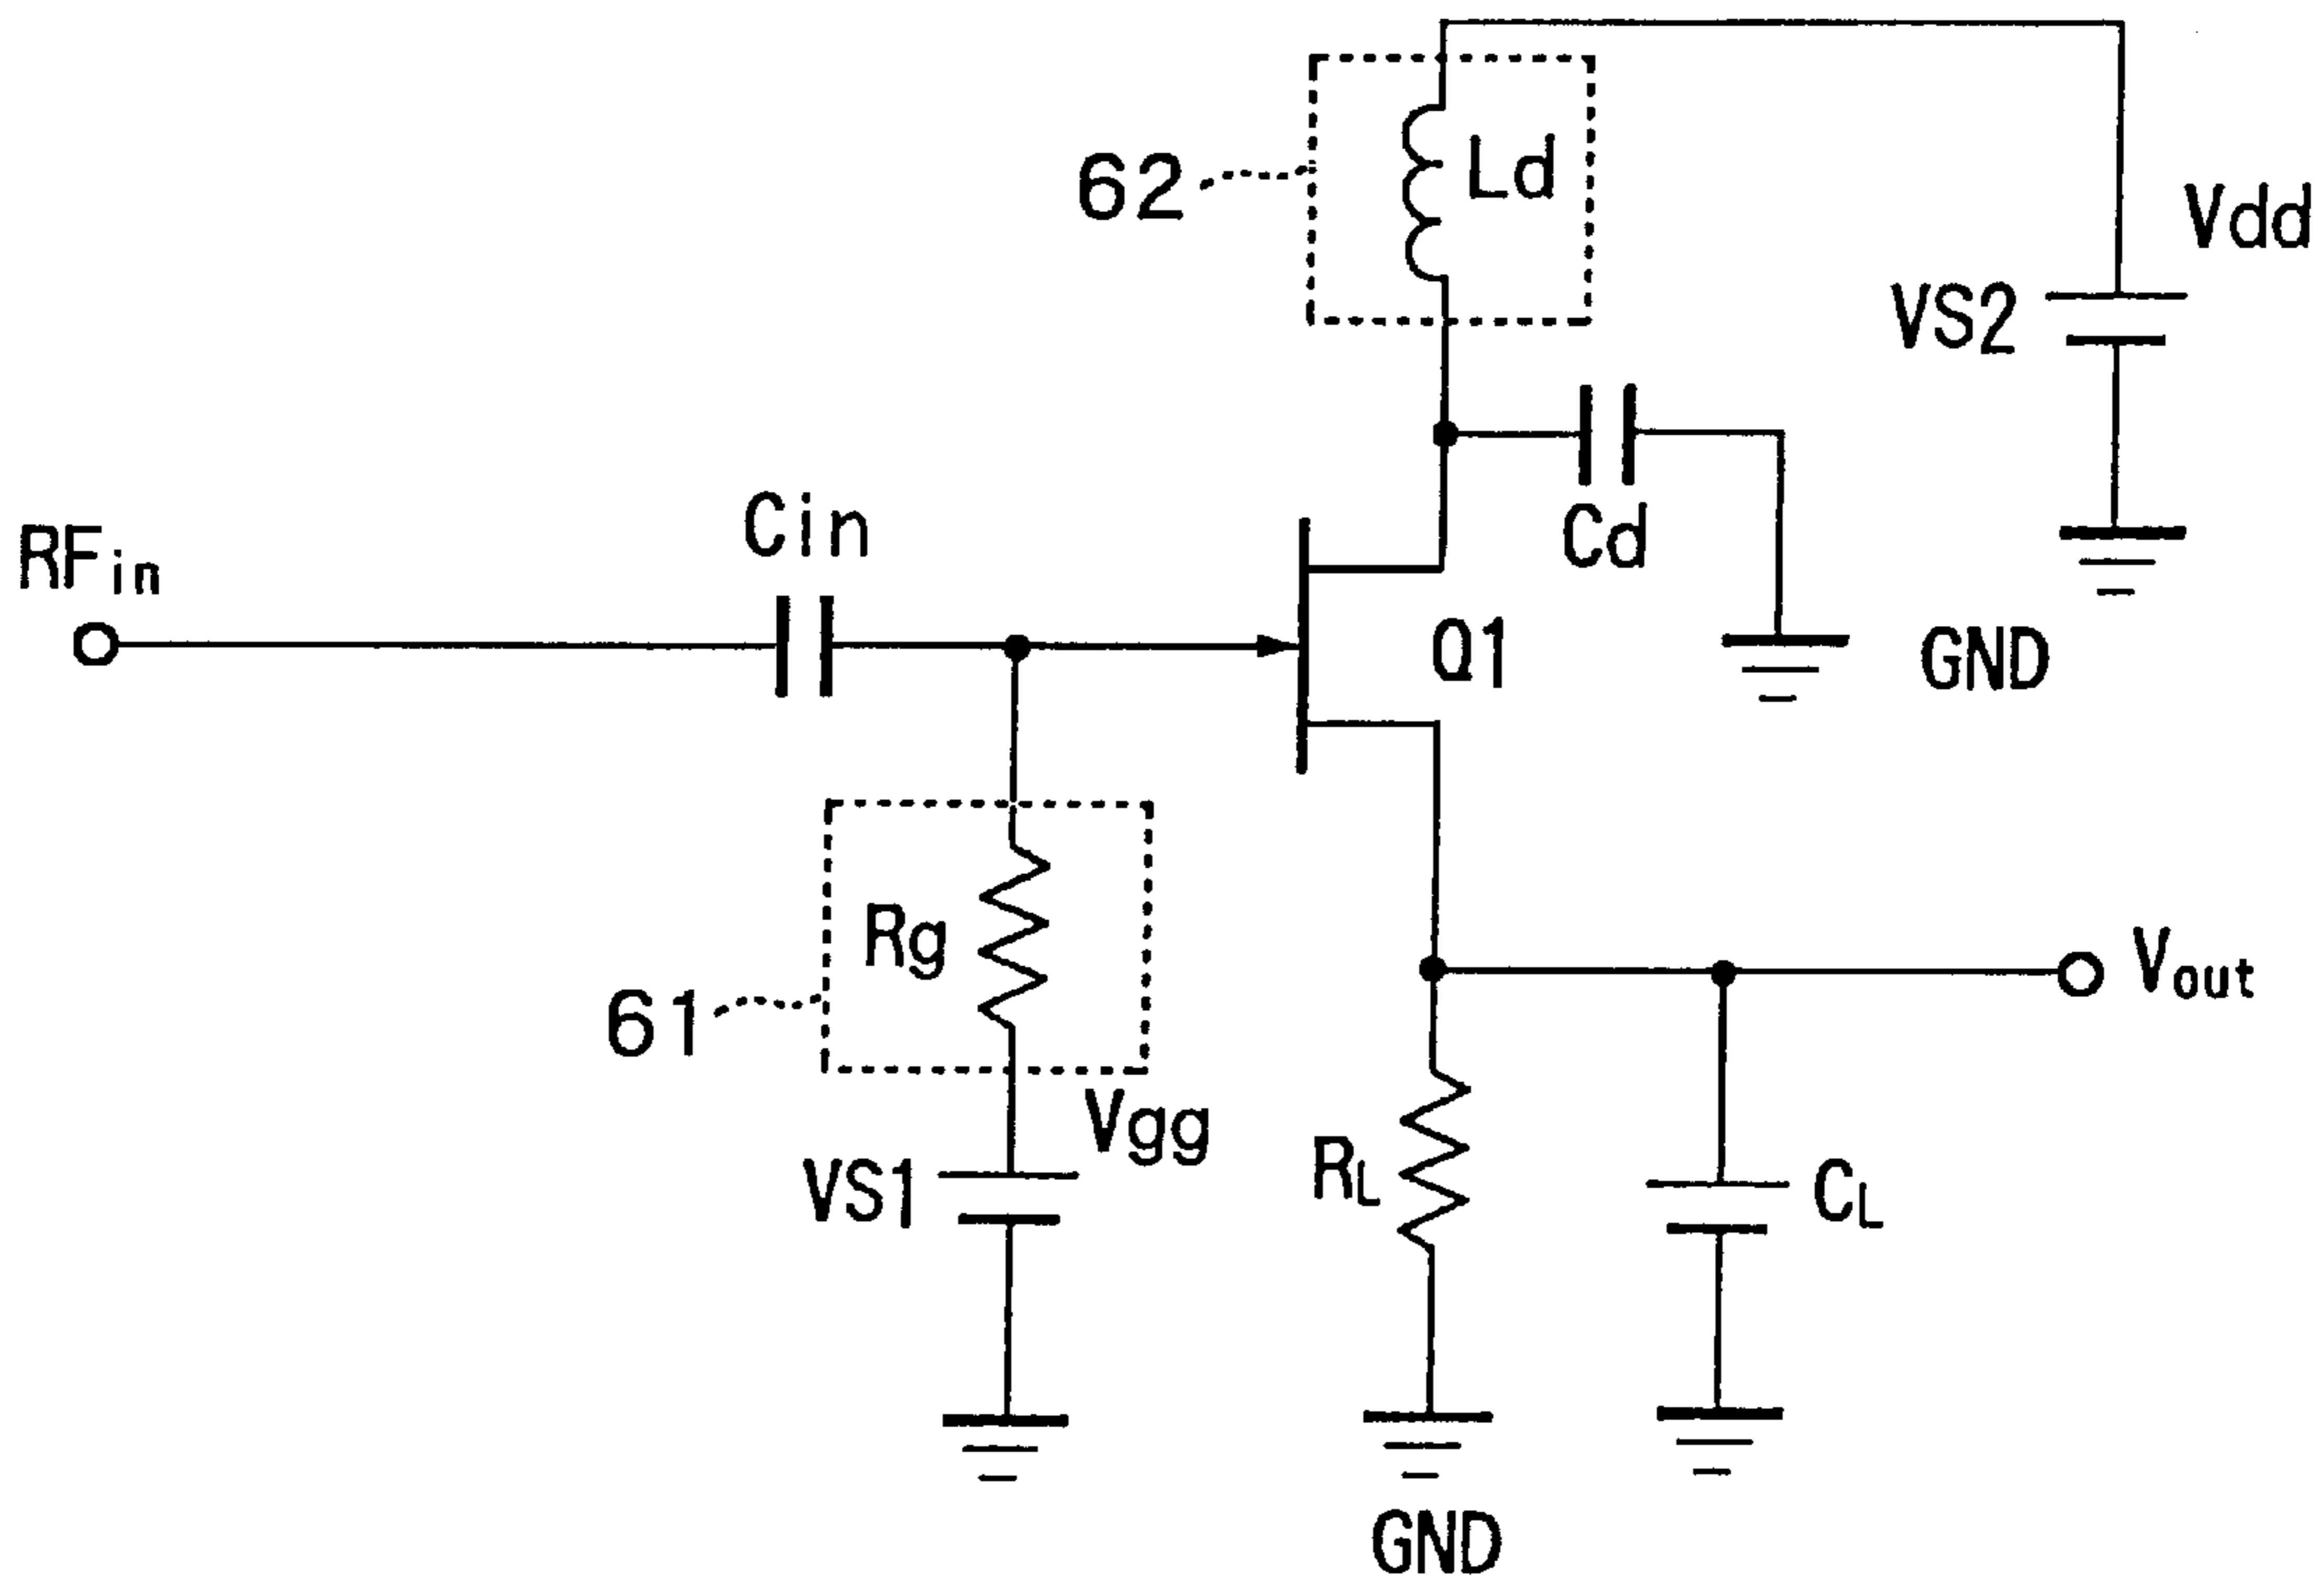 62
Ld
Vdd
VS2
Cin
Cd
RFin
Q1
GND
Rg
61
Vout
Vgg
VS1
RL
CL
GND